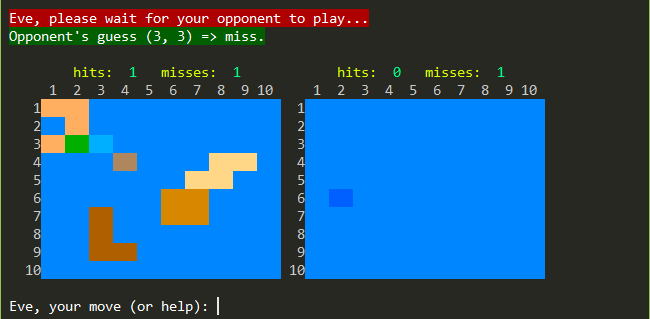 Eve, please wait for your opponent to play...
Opponent's guess (3, 3) => miss.
hits: 1 misses: 1 hits: 0 misses: 1
1 2 3 4 5 6 7 8 9 10 1 2 3 4 5 6 7 8 9 10
1 1
2 2
3 3
4 4
5 5
6 6
7 7
8 8
9 9
10 10
Eve, your move (or help):